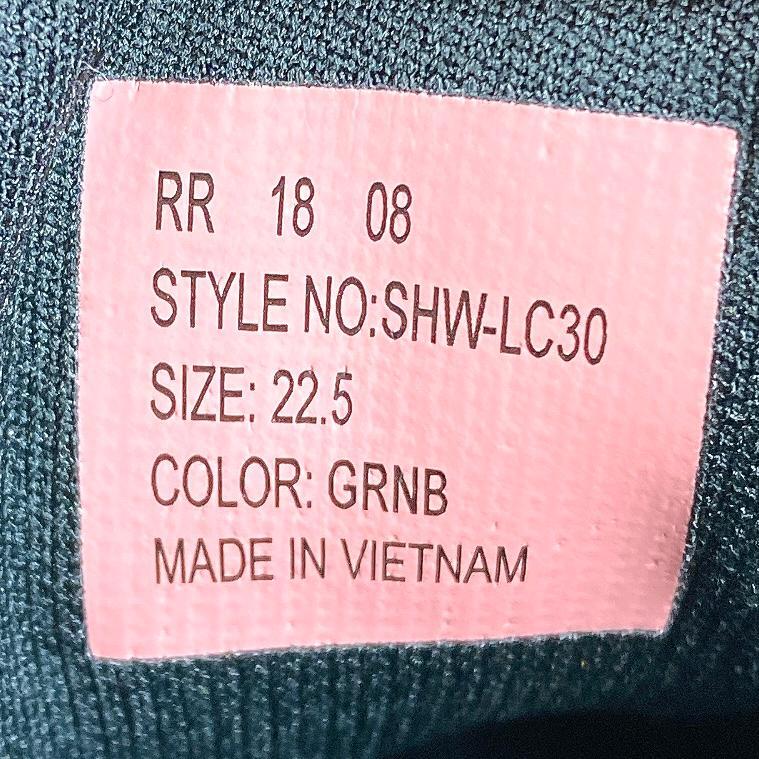 RR 18 08
STYLE NO:SHW-LC30
SIZE: 22.5
COLOR: GRNB
MADE IN VIETNAM